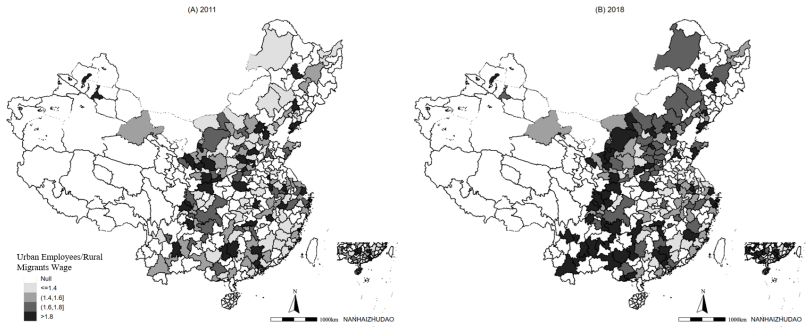 (A) 2011
(B) 2018
Urban Employees/Rural
Migrants Wage
Null
<=1.4
(1.4,1.6]
(1.6,1.8]
>1.8
N
1000km
NANHAIZHUDAO
N
1000km
NANHAIZHUDAO